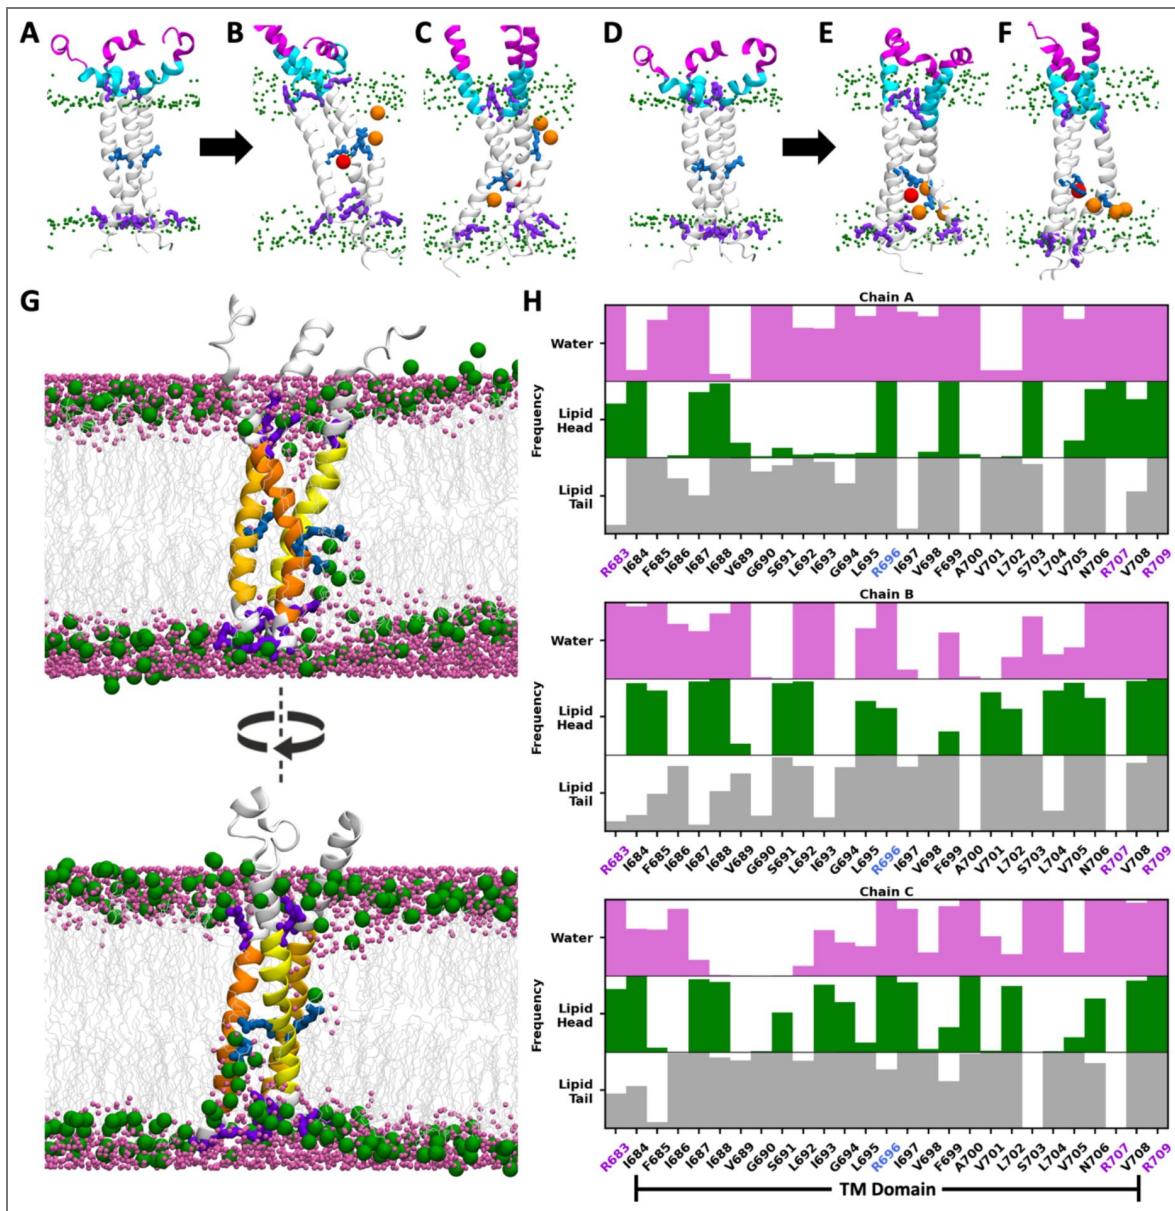 A B C D E F
G
H
Chain A
Water
Lipid
Head
Lipid
Tail
Frequency
R683 I684 F685 I686 I687 I688 V689 G690 S691 L692 I693 G694 L695 R696 I697 V698 F699 A700 V701 L702 S703 L704 V705 N706 R707 V708 R709
Chain B
Water
Lipid
Head
Lipid
Tail
Frequency
R683 I684 F685 I686 I687 I688 V689 G690 S691 L692 I693 G694 L695 R696 I697 V698 F699 A700 V701 L702 S703 L704 V705 N706 R707 V708 R709
Chain C
Water
Lipid
Head
Lipid
Tail
Frequency
R683 I684 F685 I686 I687 I688 V689 G690 S691 L692 I693 G694 L695 R696 I697 V698 F699 A700 V701 L702 S703 L704 V705 N706 R707 V708 R709
TM Domain